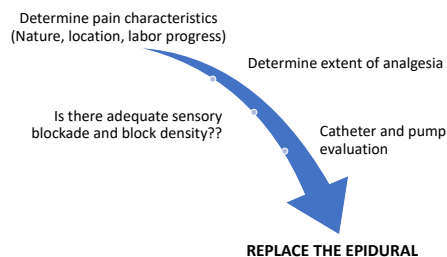 Determine pain characteristics
(Nature, location, labor progress)
Determine extent of analgesia
Is there adequate sensory
blockade and block density??
Catheter and pump
evaluation
REPLACE THE EPIDURAL